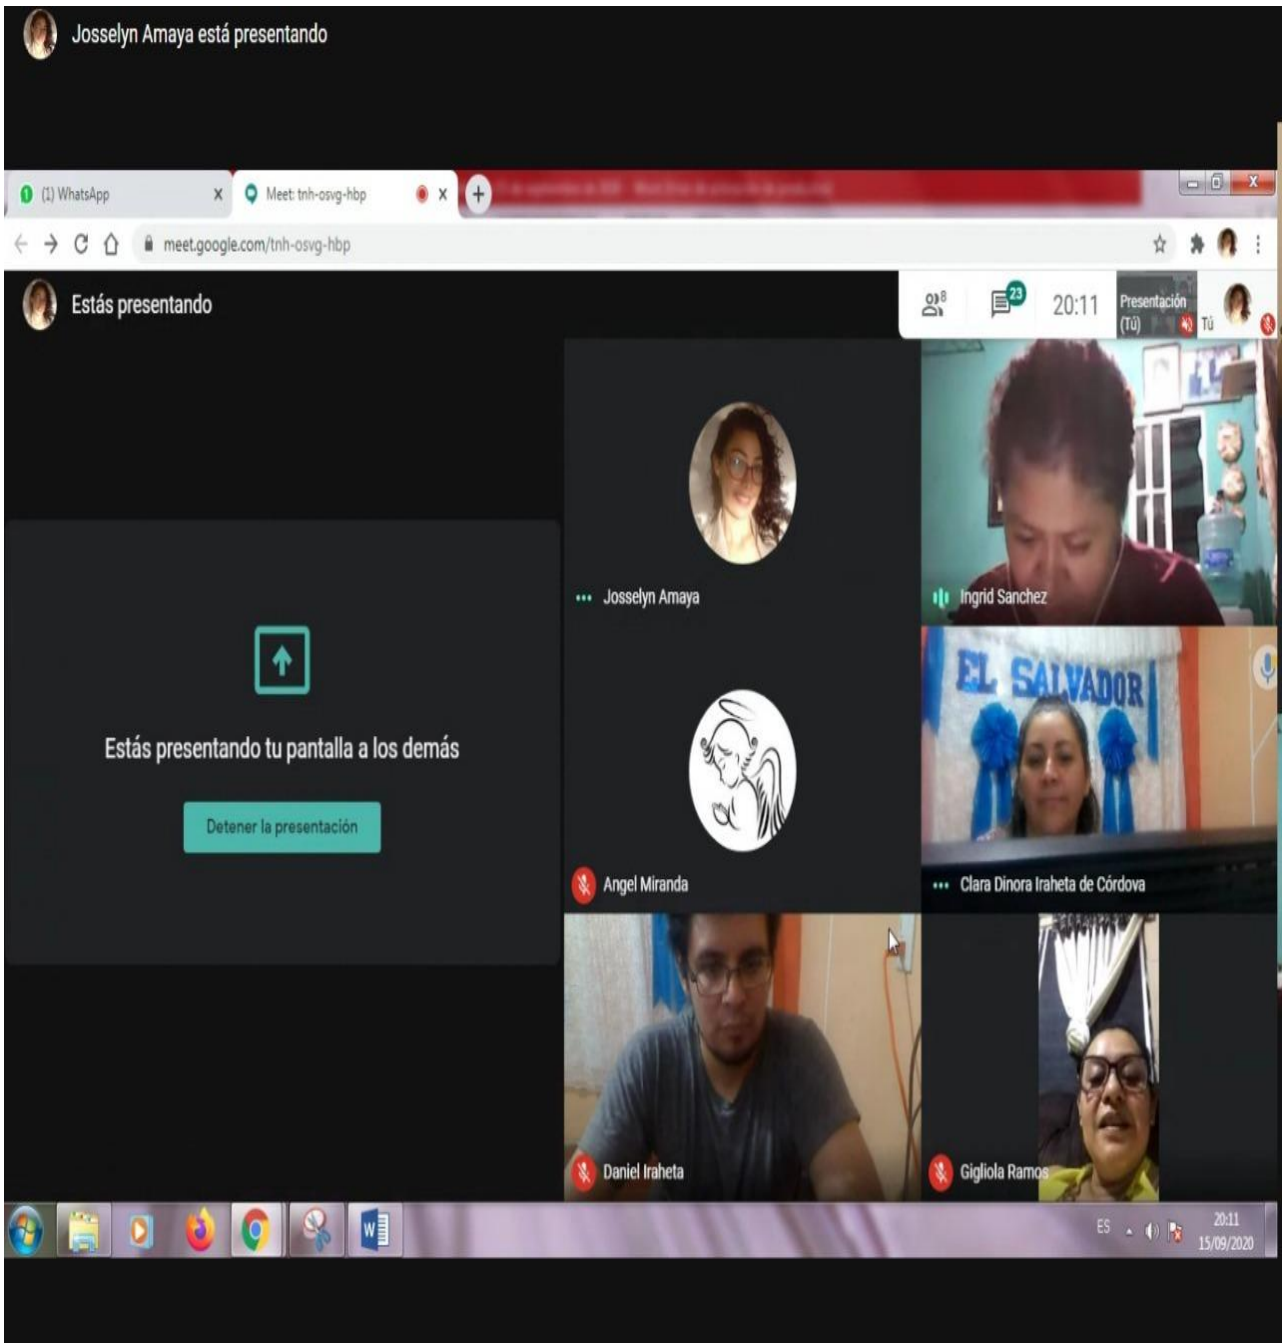 Josselyn Amaya está presentando
1 (1) WhatsApp x Meet: tnh-osvg-hbp x +
meet.google.com/tnh-osvg-hbp
Estás presentando
8 23 20:11 Presentación (Tú) Tú
Josselyn Amaya
Ingrid Sanchez
EL SALVADOR
Estás presentando tu pantalla a los demás
Detener la presentación
Angel Miranda
Clara Dinora Iraheta de Córdova
Daniel Iraheta
Gigliola Ramos
W
ES 20:11
15/09/2020